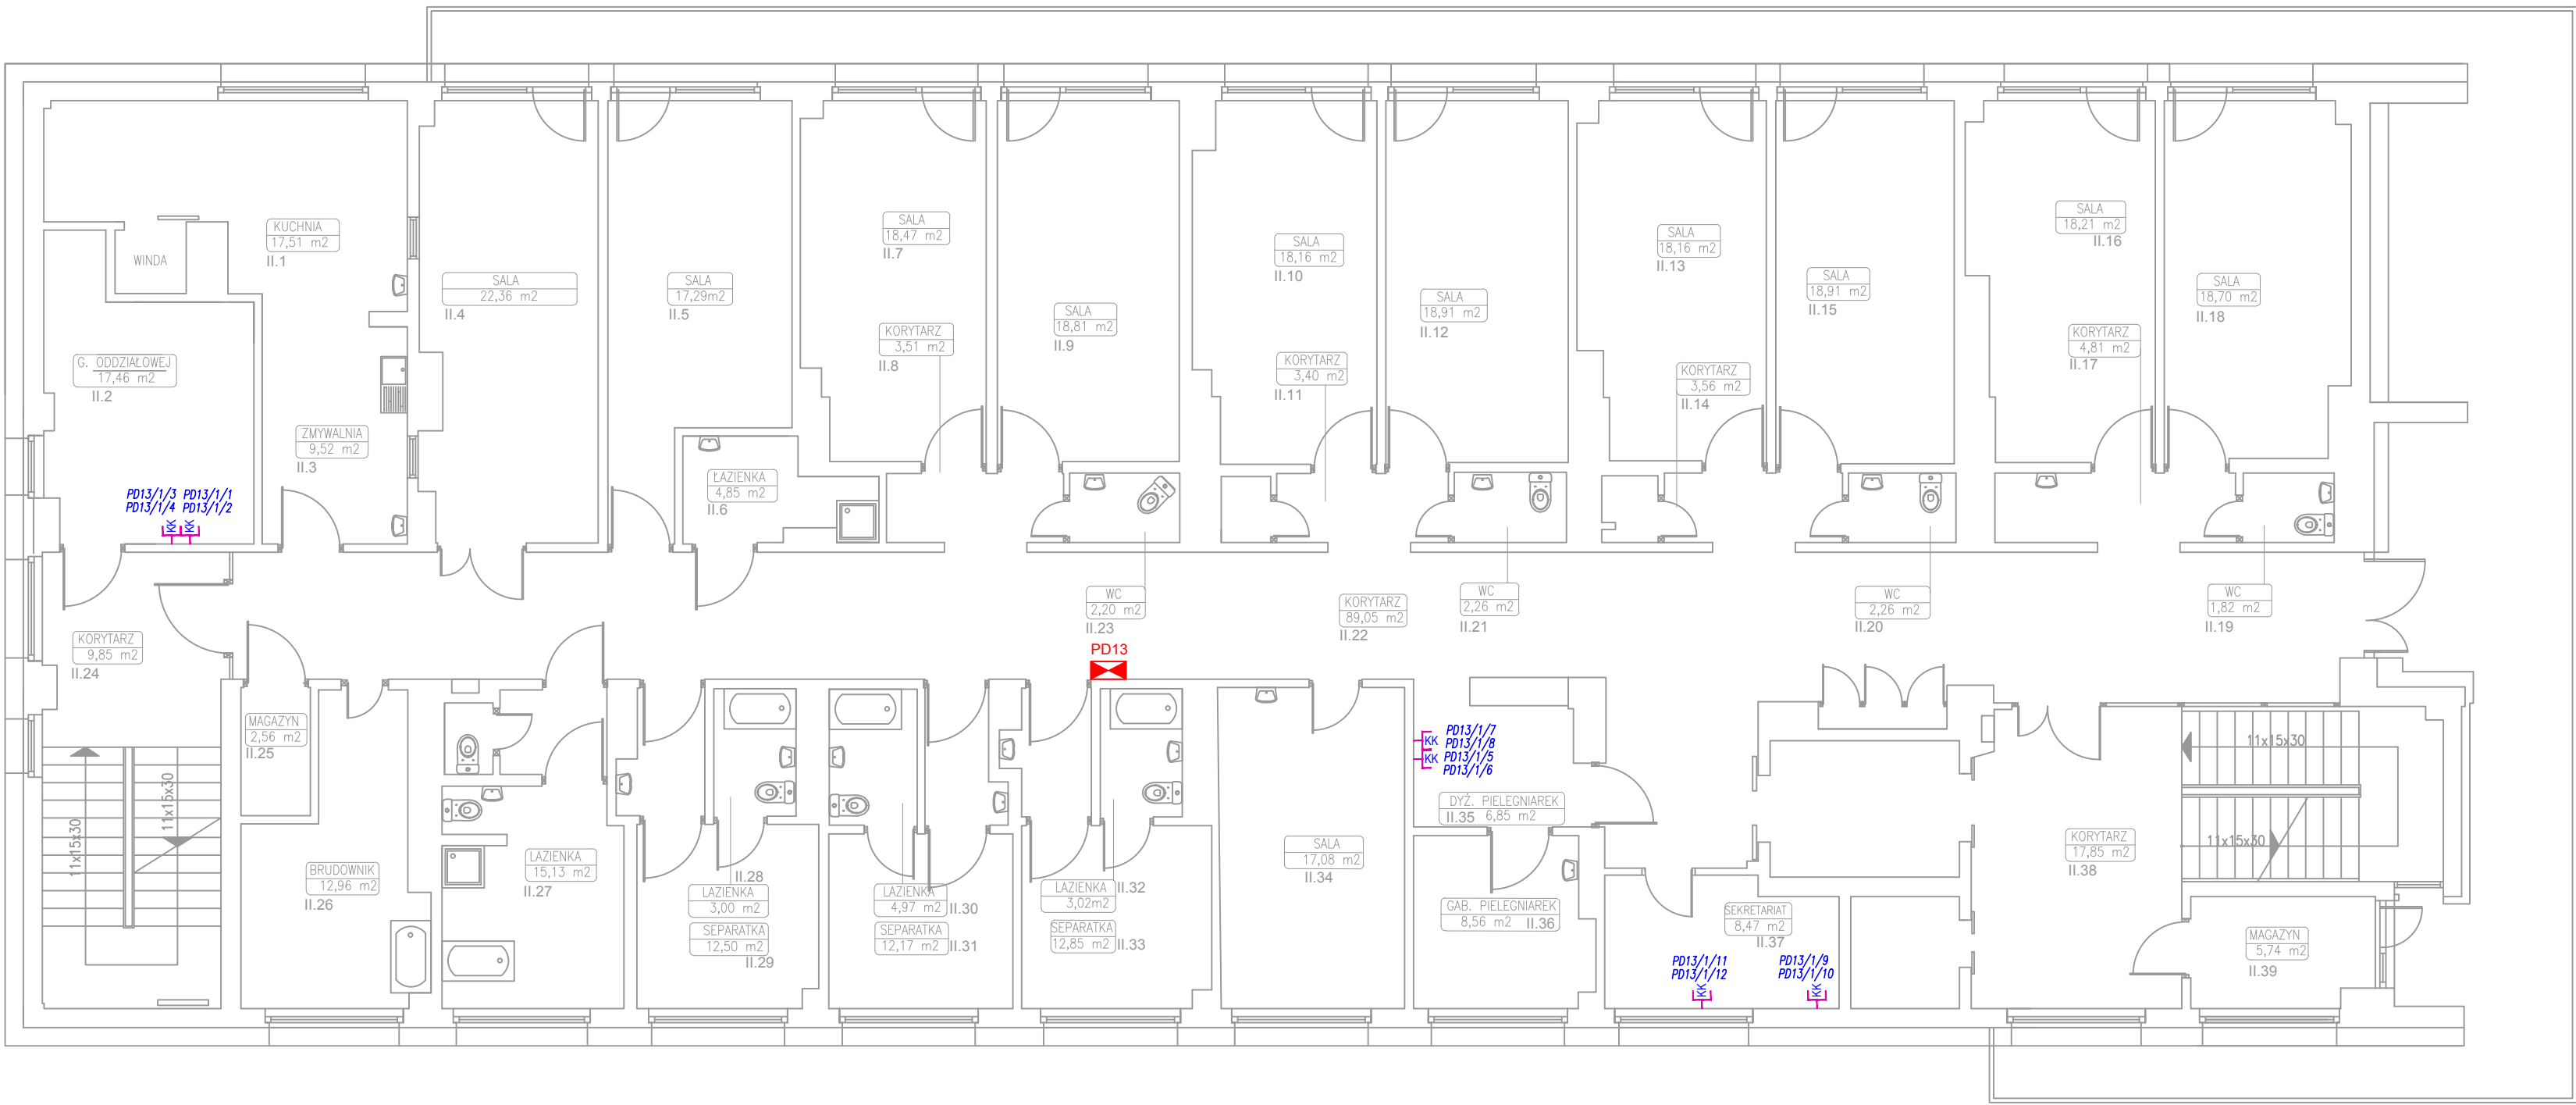 KUCHNIA
17,51 m2
II.1
WINDA
G. ODDZIAŁOWEJ
17,46 m2
II.2
ZMYWALNIA
9,52 m2
II.3
SALA
22,36 m2
II.4
SALA
17,29m2
II.5
ŁAZIENKA
4,85 m2
II.6
SALA
18,47 m2
II.7
KORYTARZ
3,51 m2
II.8
SALA
18,81 m2
II.9
SALA
18,16 m2
II.10
KORYTARZ
3,40 m2
II.11
SALA
18,91 m2
II.12
SALA
18,16 m2
II.13
KORYTARZ
3,56 m2
II.14
SALA
18,91 m2
II.15
SALA
18,21 m2
II.16
KORYTARZ
4,81 m2
II.17
SALA
18,70 m2
II.18
PD13/1/3 PD13/1/1
PD13/1/4 PD13/1/2
KK KK
WC
2,20 m2
II.23
KORYTARZ
89,05 m2
II.22
WC
2,26 m2
II.21
WC
2,26 m2
II.20
WC
1,82 m2
II.19
KORYTARZ
9,85 m2
II.24
PD13
MAGAZYN
2,56 m2
II.25
11x15x30
11x15x30
BRUDOWNIK
12,96 m2
II.26
LAZIENKA
15,13 m2
II.27
II.28
LAZIENKA
3,00 m2
SEPARATKA
12,50 m2
II.29
LAZIENKA
4,97 m2
II.30
SEPARATKA
12,17 m2
II.31
II.32
LAZIENKA
3,02m2
SEPARATKA
12,85 m2
II.33
SALA
17,08 m2
II.34
PD13/1/7
KK PD13/1/8
KK PD13/1/5
PD13/1/6
DYŻ. PIELEGNIAREK
II.35 6,85 m2
GAB. PIELEGNIAREK
8,56 m2 II.36
SEKRETARIAT
8,47 m2
II.37
PD13/1/11
PD13/1/12
KK
PD13/1/9
PD13/1/10
KK
KORYTARZ
17,85 m2
II.38
11x15x30
11x15x30
MAGAZYN
5,74 m2
II.39